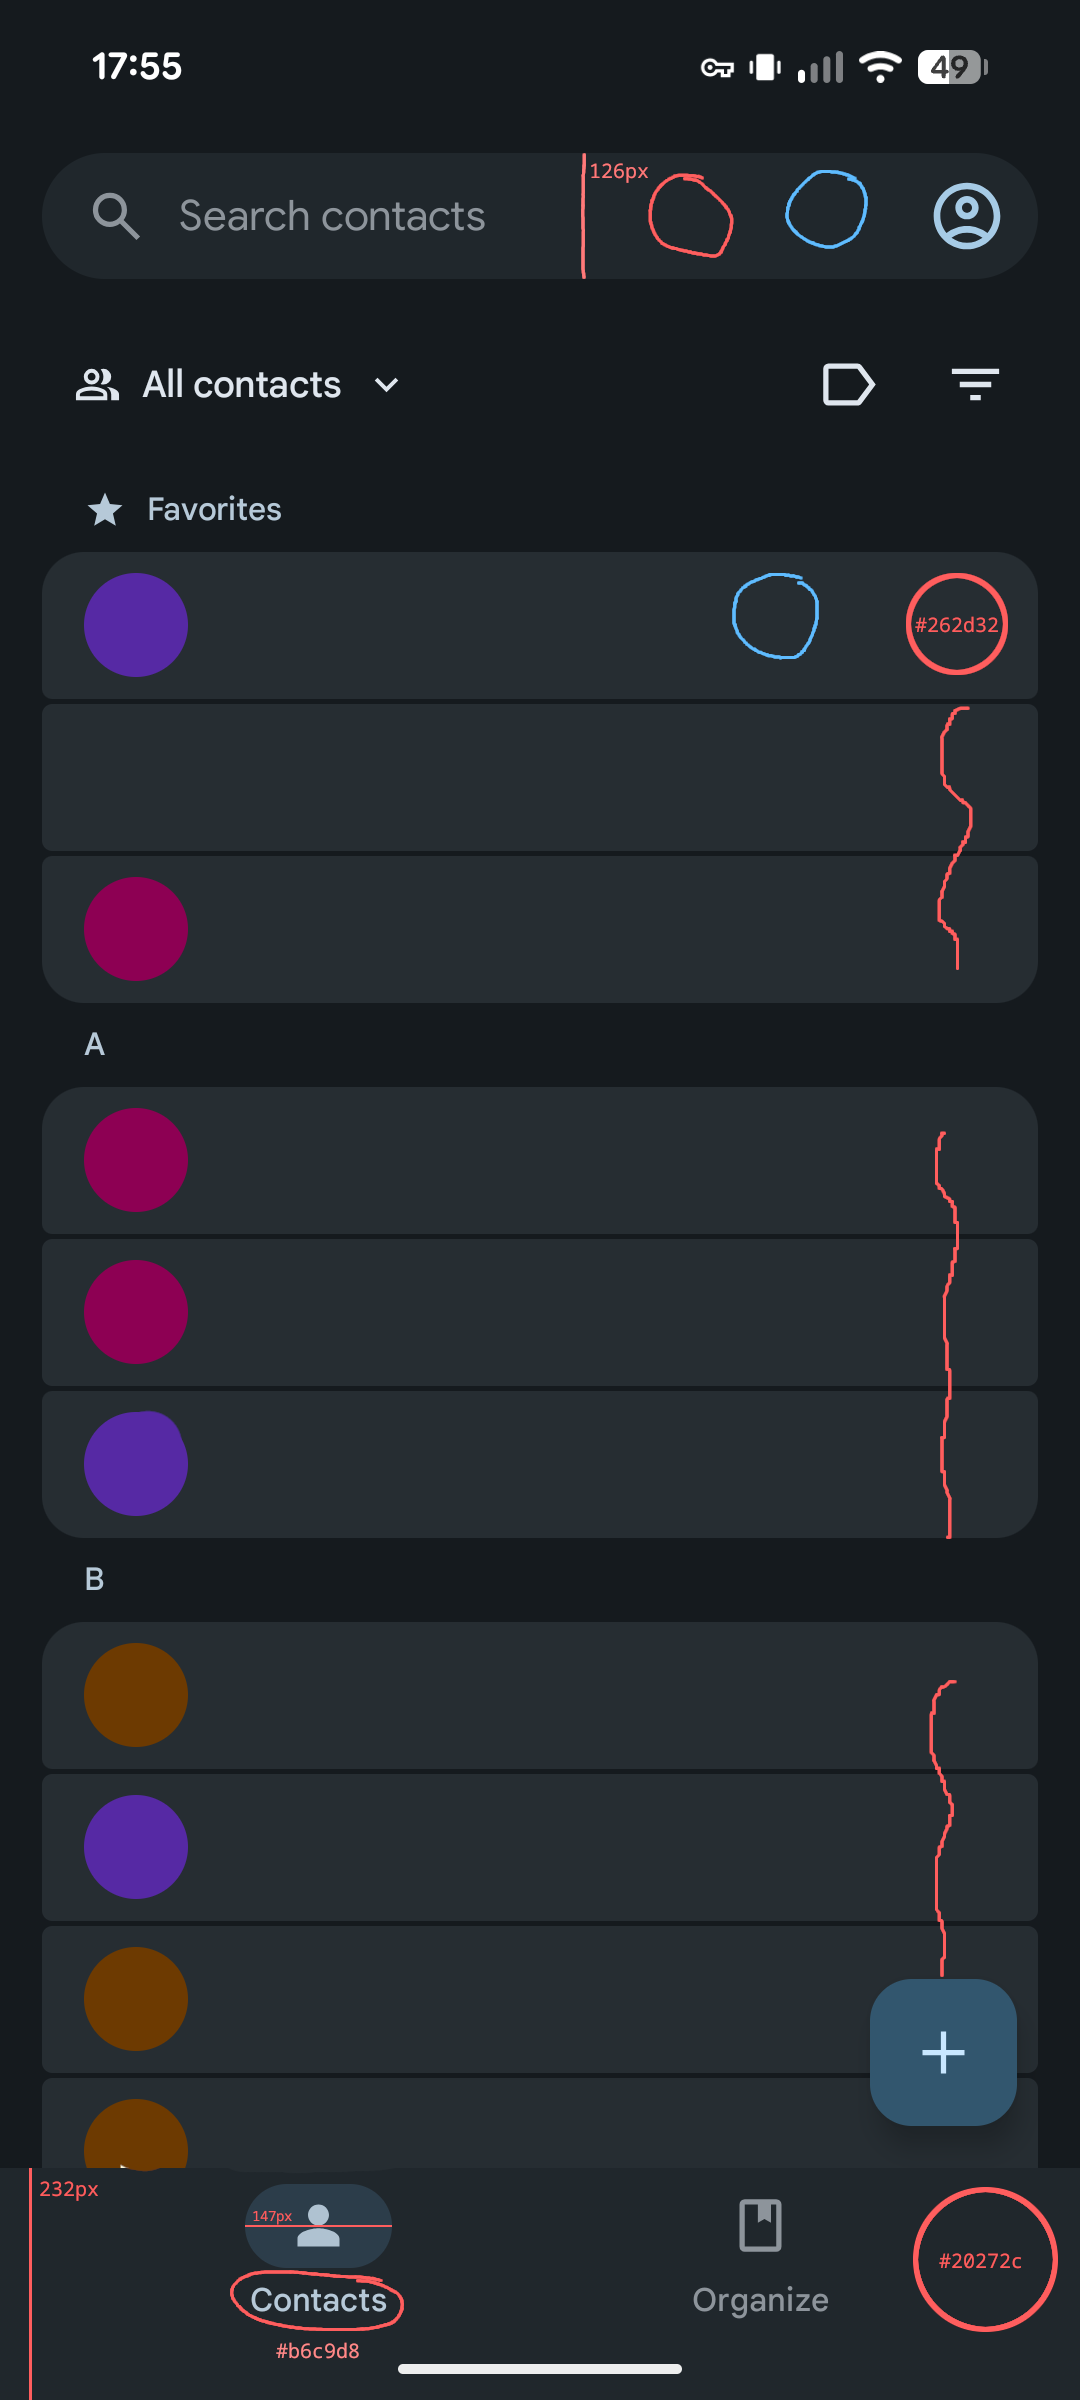 17:55
49
126px
Search contacts
All contacts
Favorites
#262d32
A
B
232px
147px
#20272c
Contacts
Organize
#b6c9d8